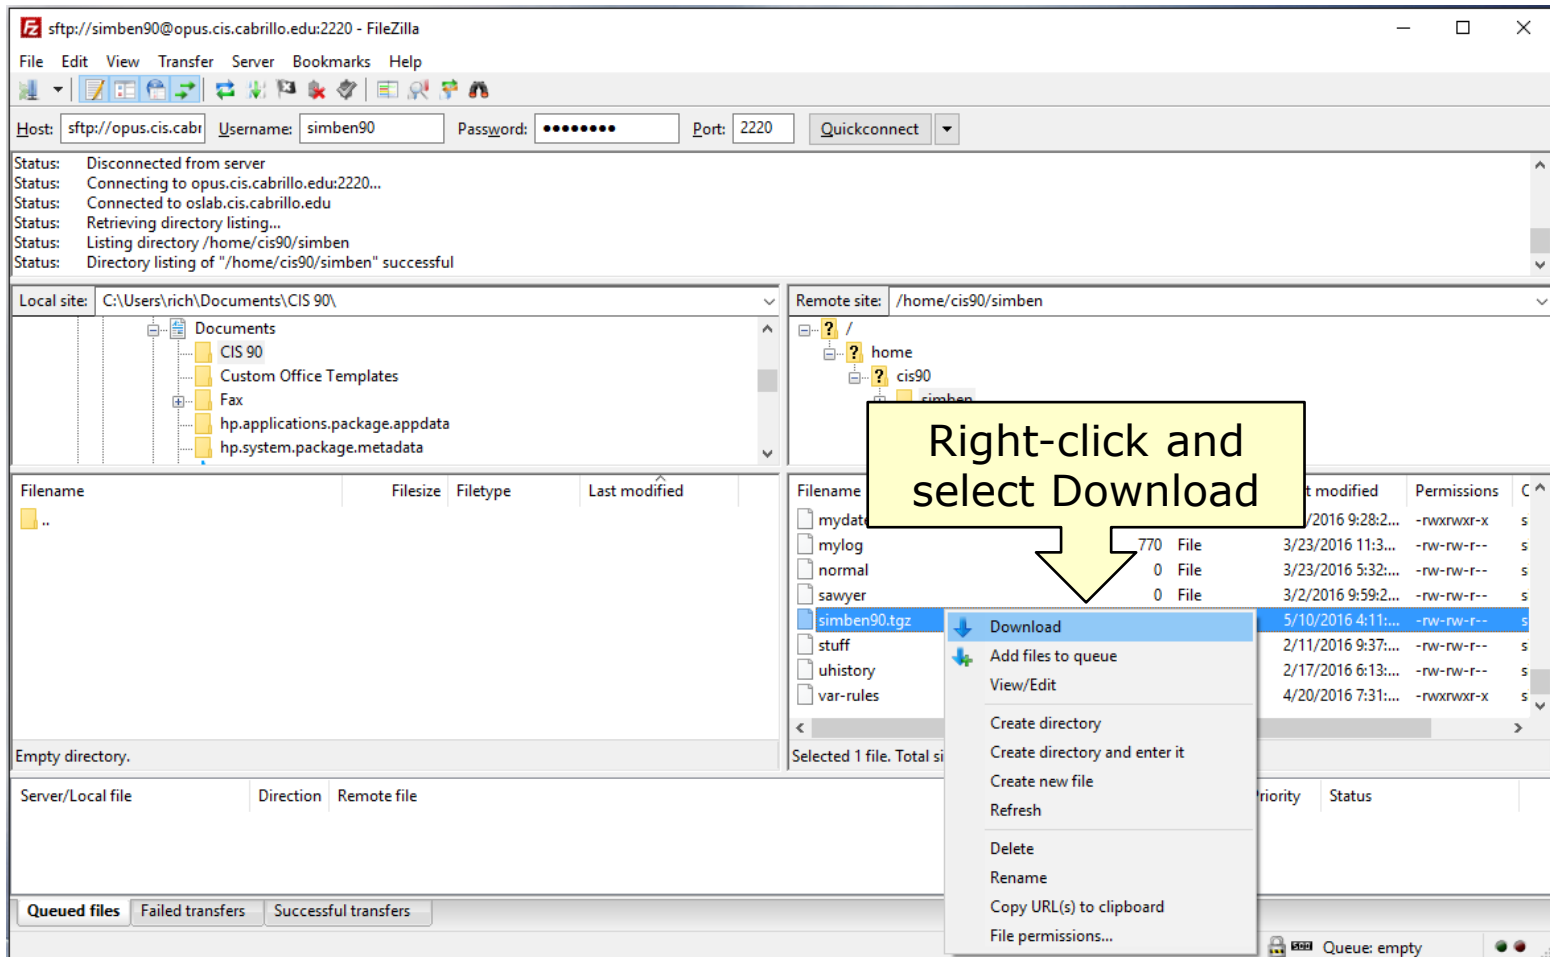 sftp://simben90@opus.cis.cabrillo.edu:2220 - FileZilla
File Edit View Transfer Server Bookmarks Help
Host: sftp://opus.cis.cabr Username: simben90 Password: ●●●●●●●● Port: 2220 Quickconnect
Status: Disconnected from server
Status: Connecting to opus.cis.cabrillo.edu:2220...
Status: Connected to oslab.cis.cabrillo.edu
Status: Retrieving directory listing...
Status: Listing directory /home/cis90/simben
Status: Directory listing of "/home/cis90/simben" successful
Local site: C:\Users\rich\Documents\CIS 90\
Documents
CIS 90
Custom Office Templates
Fax
hp.applications.package.appdata
hp.system.package.metadata
Remote site: /home/cis90/simben
/
home
cis90
simben
Right-click and
select Download
Filename Filesize Filetype Last modified
..
Empty directory.
Filename t modified Permissions
mydate /2016 9:28:2... -rwxrwxr-x s
mylog 770 File 3/23/2016 11:3... -rw-rw-r-- s
normal 0 File 3/23/2016 5:32:... -rw-rw-r-- s
sawyer 0 File 3/2/2016 9:59:2... -rw-rw-r-- s
simben90.tgz 5/10/2016 4:11:... -rw-rw-r-- s
stuff 2/11/2016 9:37:... -rw-rw-r-- s
uhistory 2/17/2016 6:13:... -rw-rw-r-- s
var-rules 4/20/2016 7:31:... -rwxrwxr-x s
Selected 1 file. Total si
Download
Add files to queue
View/Edit
Create directory
Create directory and enter it
Create new file
Refresh
Delete
Rename
Copy URL(s) to clipboard
File permissions...
Server/Local file Direction Remote file riority Status
Queued files Failed transfers Successful transfers
Queue: empty